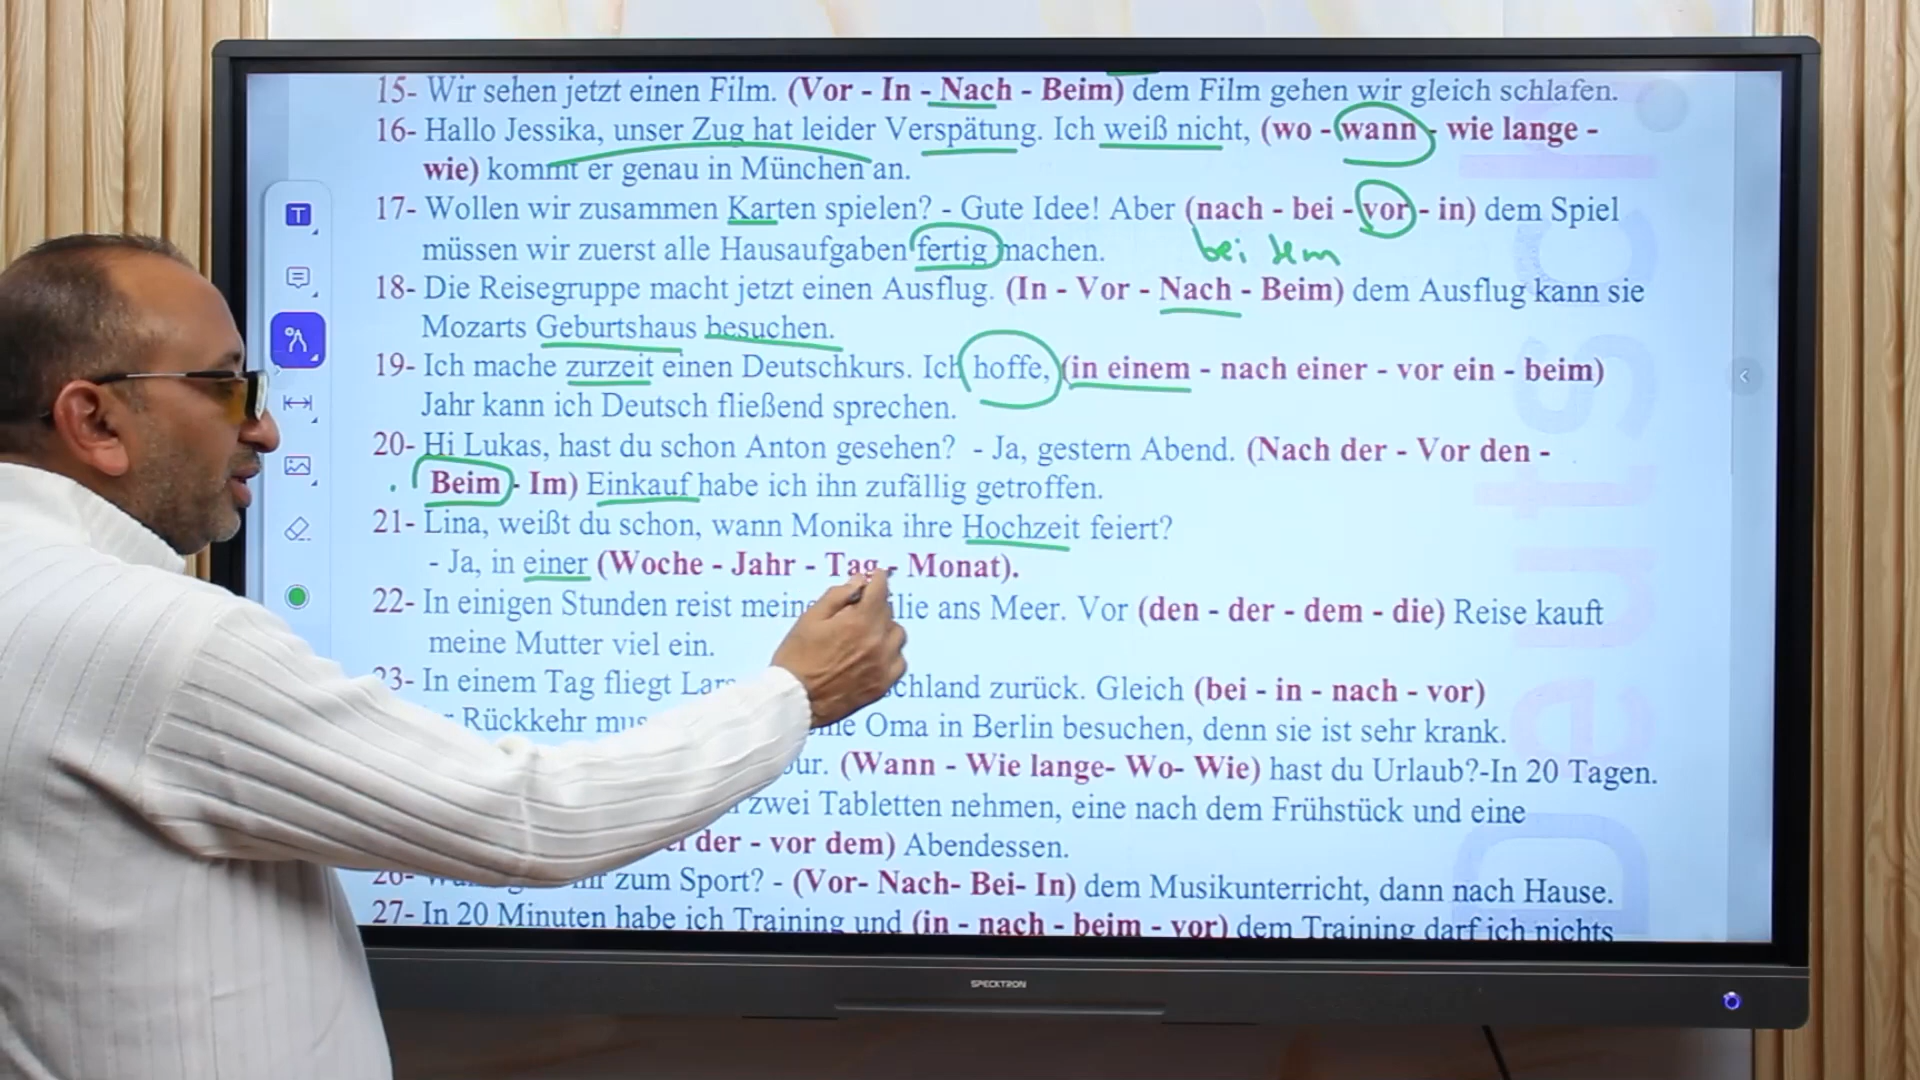 15- Wir sehen jetzt einen Film. (Vor - In - Nach - Beim) dem Film gehen wir gleich schlafen.
16- Hallo Jessika, unser Zug hat leider Verspätung. Ich weiß nicht, (wo - wann - wie lange -
wie) kommt er genau in München an.
17- Wollen wir zusammen Karten spielen? - Gute Idee! Aber (nach - bei - vor - in) dem Spiel
müssen wir zuerst alle Hausaufgaben fertig machen.
bei dem
18- Die Reisegruppe macht jetzt einen Ausflug. (In - Vor - Nach - Beim) dem Ausflug kann sie
Mozarts Geburtshaus besuchen.
19- Ich mache zurzeit einen Deutschkurs. Ich hoffe, (in einem - nach einer - vor ein - beim)
Jahr kann ich Deutsch fließend sprechen.
20- Hi Lukas, hast du schon Anton gesehen? - Ja, gestern Abend. (Nach der - Vor den -
Beim - Im) Einkauf habe ich ihn zufällig getroffen.
21- Lina, weißt du schon, wann Monika ihre Hochzeit feiert?
- Ja, in einer (Woche - Jahr - Tag - Monat).
22- In einigen Stunden reist meine ans Meer. Vor (den - der - dem - die) Reise kauft
meine Mutter viel ein.
23- In einem Tag fliegt zurück. Gleich (bei - in - nach - vor)
Rückkehr Oma in Berlin besuchen, denn sie ist sehr krank.
(Wann - Wie lange- Wo- Wie) hast du Urlaub?-In 20 Tagen.
zwei Tabletten nehmen, eine nach dem Frühstück und eine
der - vor dem) Abendessen.
26- zum Sport? - (Vor- Nach- Bei- In) dem Musikunterricht, dann nach Hause.
27- In 20 Minuten habe ich Training und (in - nach - beim - vor) dem Training darf ich nichts
Deutsch
SPECKTRON